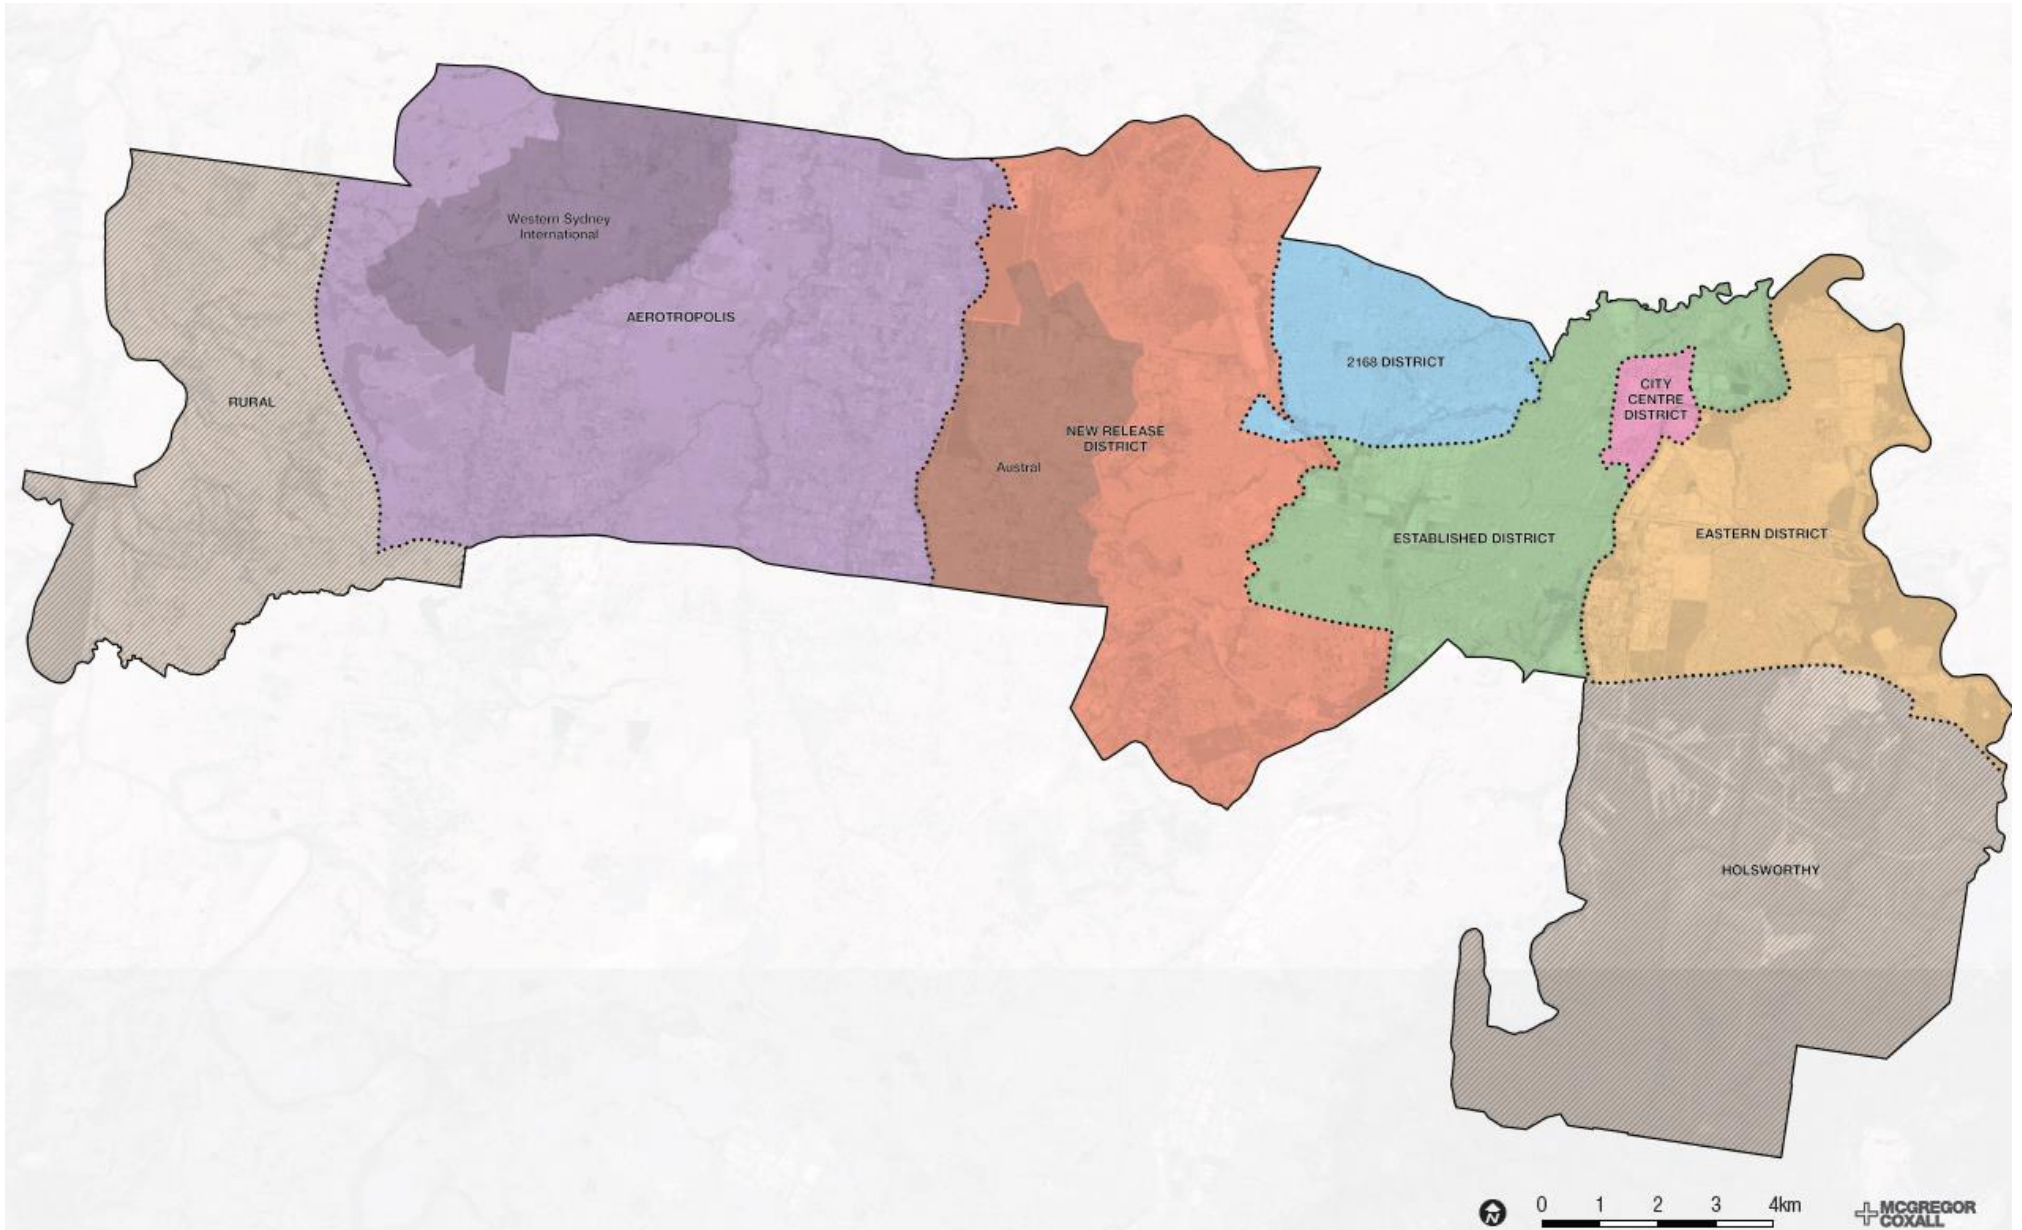 Western Sydney
International
AEROTROPOLIS
RURAL
2168 DISTRICT
CITY
CENTRE
DISTRICT
NEW RELEASE
DISTRICT
Austral
ESTABLISHED DISTRICT
EASTERN DISTRICT
HOLSWORTHY
N
0 1 2 3 4km
MCGREGOR
COXALL